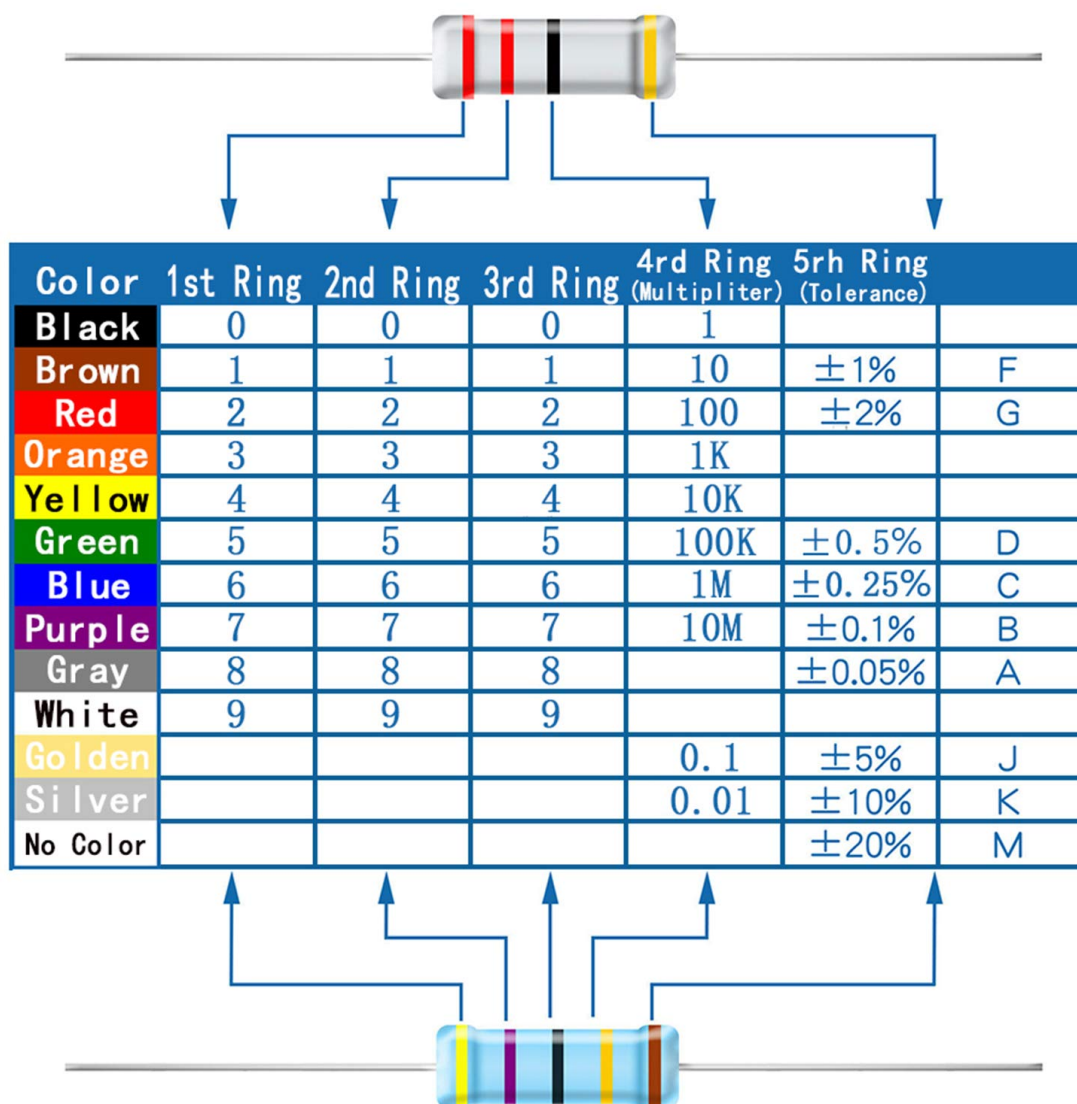 Color 1st Ring 2nd Ring 3rd Ring 4rd Ring (Multipliter) 5rh Ring (Tolerance)
Black 0 0 0 1
Brown 1 1 1 10 ±1% F
Red 2 2 2 100 ±2% G
Orange 3 3 3 1K
Yellow 4 4 4 10K
Green 5 5 5 100K ±0.5% D
Blue 6 6 6 1M ±0.25% C
Purple 7 7 7 10M ±0.1% B
Gray 8 8 8 ±0.05% A
White 9 9 9
Golden 0.1 ±5% J
Silver 0.01 ±10% K
No Color ±20% M